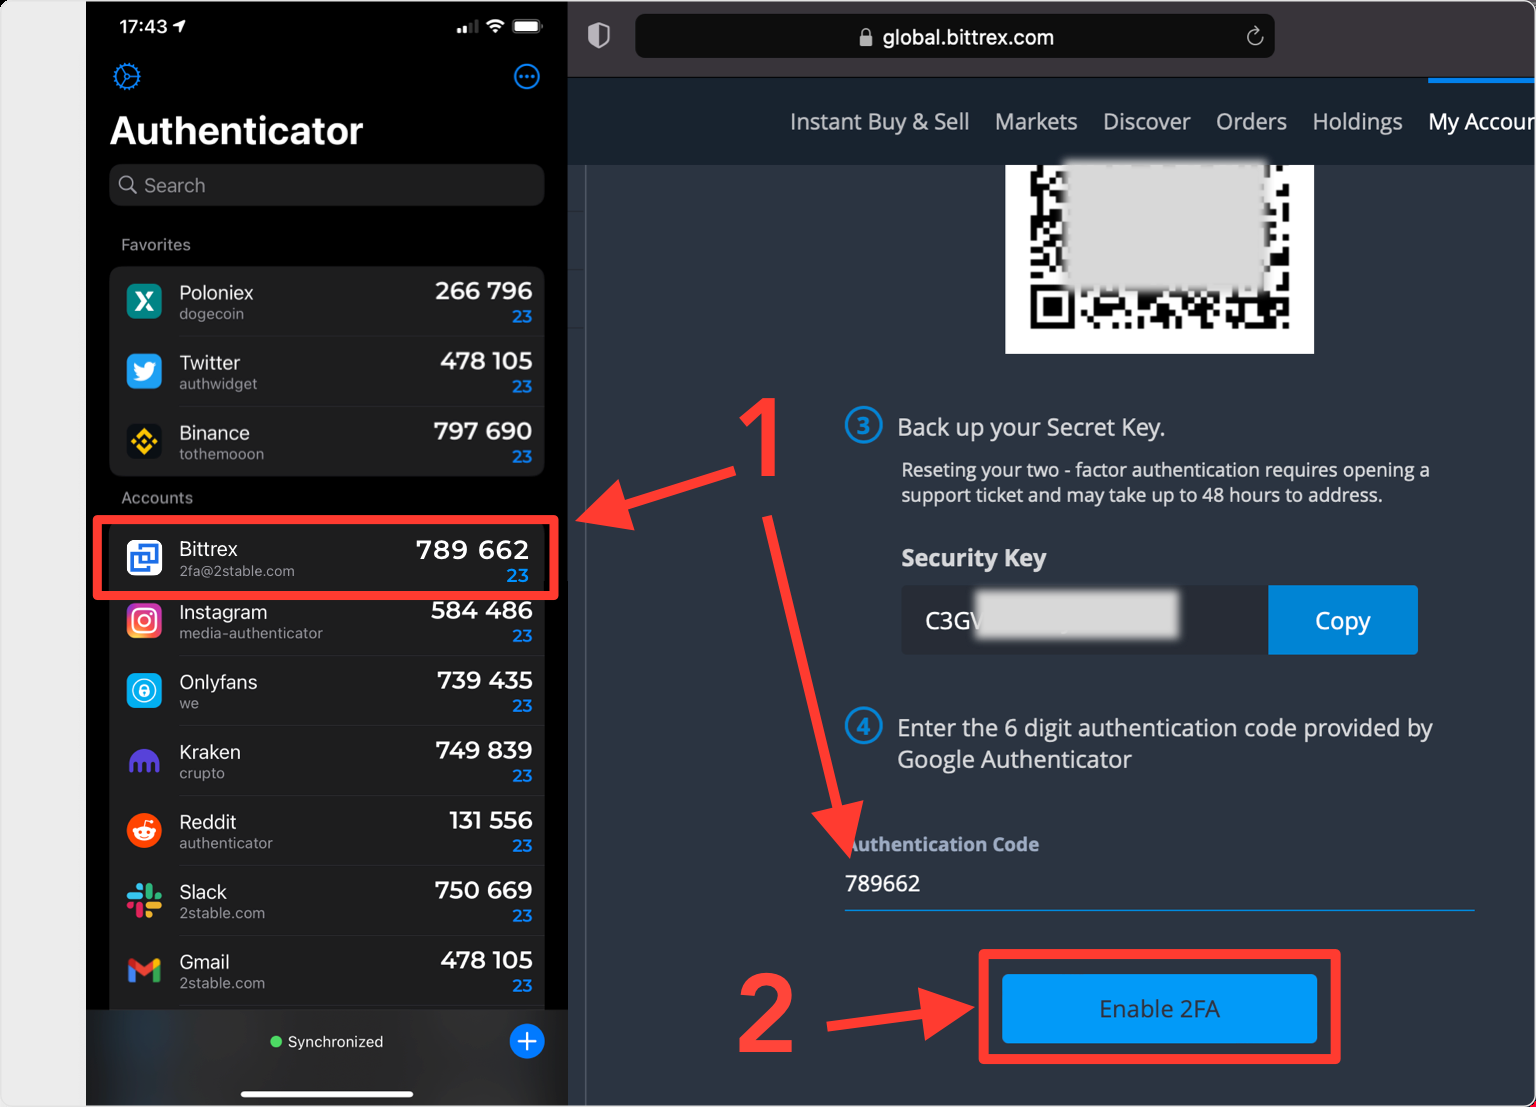 17:43
Authenticator
Search
Favorites
Poloniex
266 796
dogecoin
23
Twitter
478 105
authwidget
23
Binance
797 690
tothemooon
23
Accounts
Bittrex
789 662
2fa@2stable.com
23
Instagram
584 486
media-authenticator
23
Onlyfans
739 435
we
23
Kraken
749 839
crupto
23
Reddit
131 556
authenticator
23
Slack
750 669
2stable.com
23
Gmail
478 105
2stable.com
23
Synchronized
global.bittrex.com
Instant Buy & Sell Markets Discover Orders Holdings My Accoun
1
3 Back up your Secret Key.
Reseting your two - factor authentication requires opening a
support ticket and may take up to 48 hours to address.
Security Key
C3GV
Copy
4 Enter the 6 digit authentication code provided by
Google Authenticator
Authentication Code
789662
2
Enable 2FA